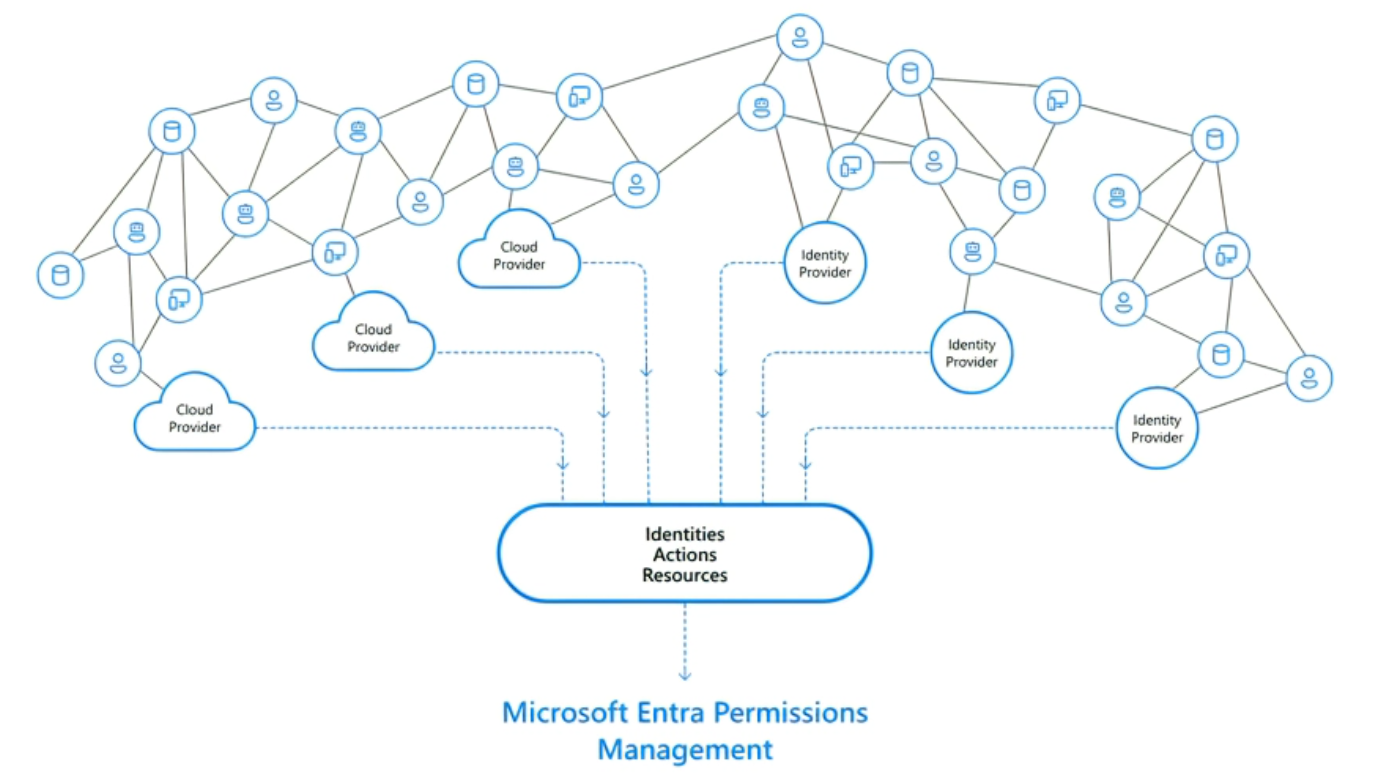 Cloud
Provider
Identity
Provider
Cloud
Provider
Identity
Provider
Cloud
Provider
Identity
Provider
Identities
Actions
Resources
Microsoft Entra Permissions
Management